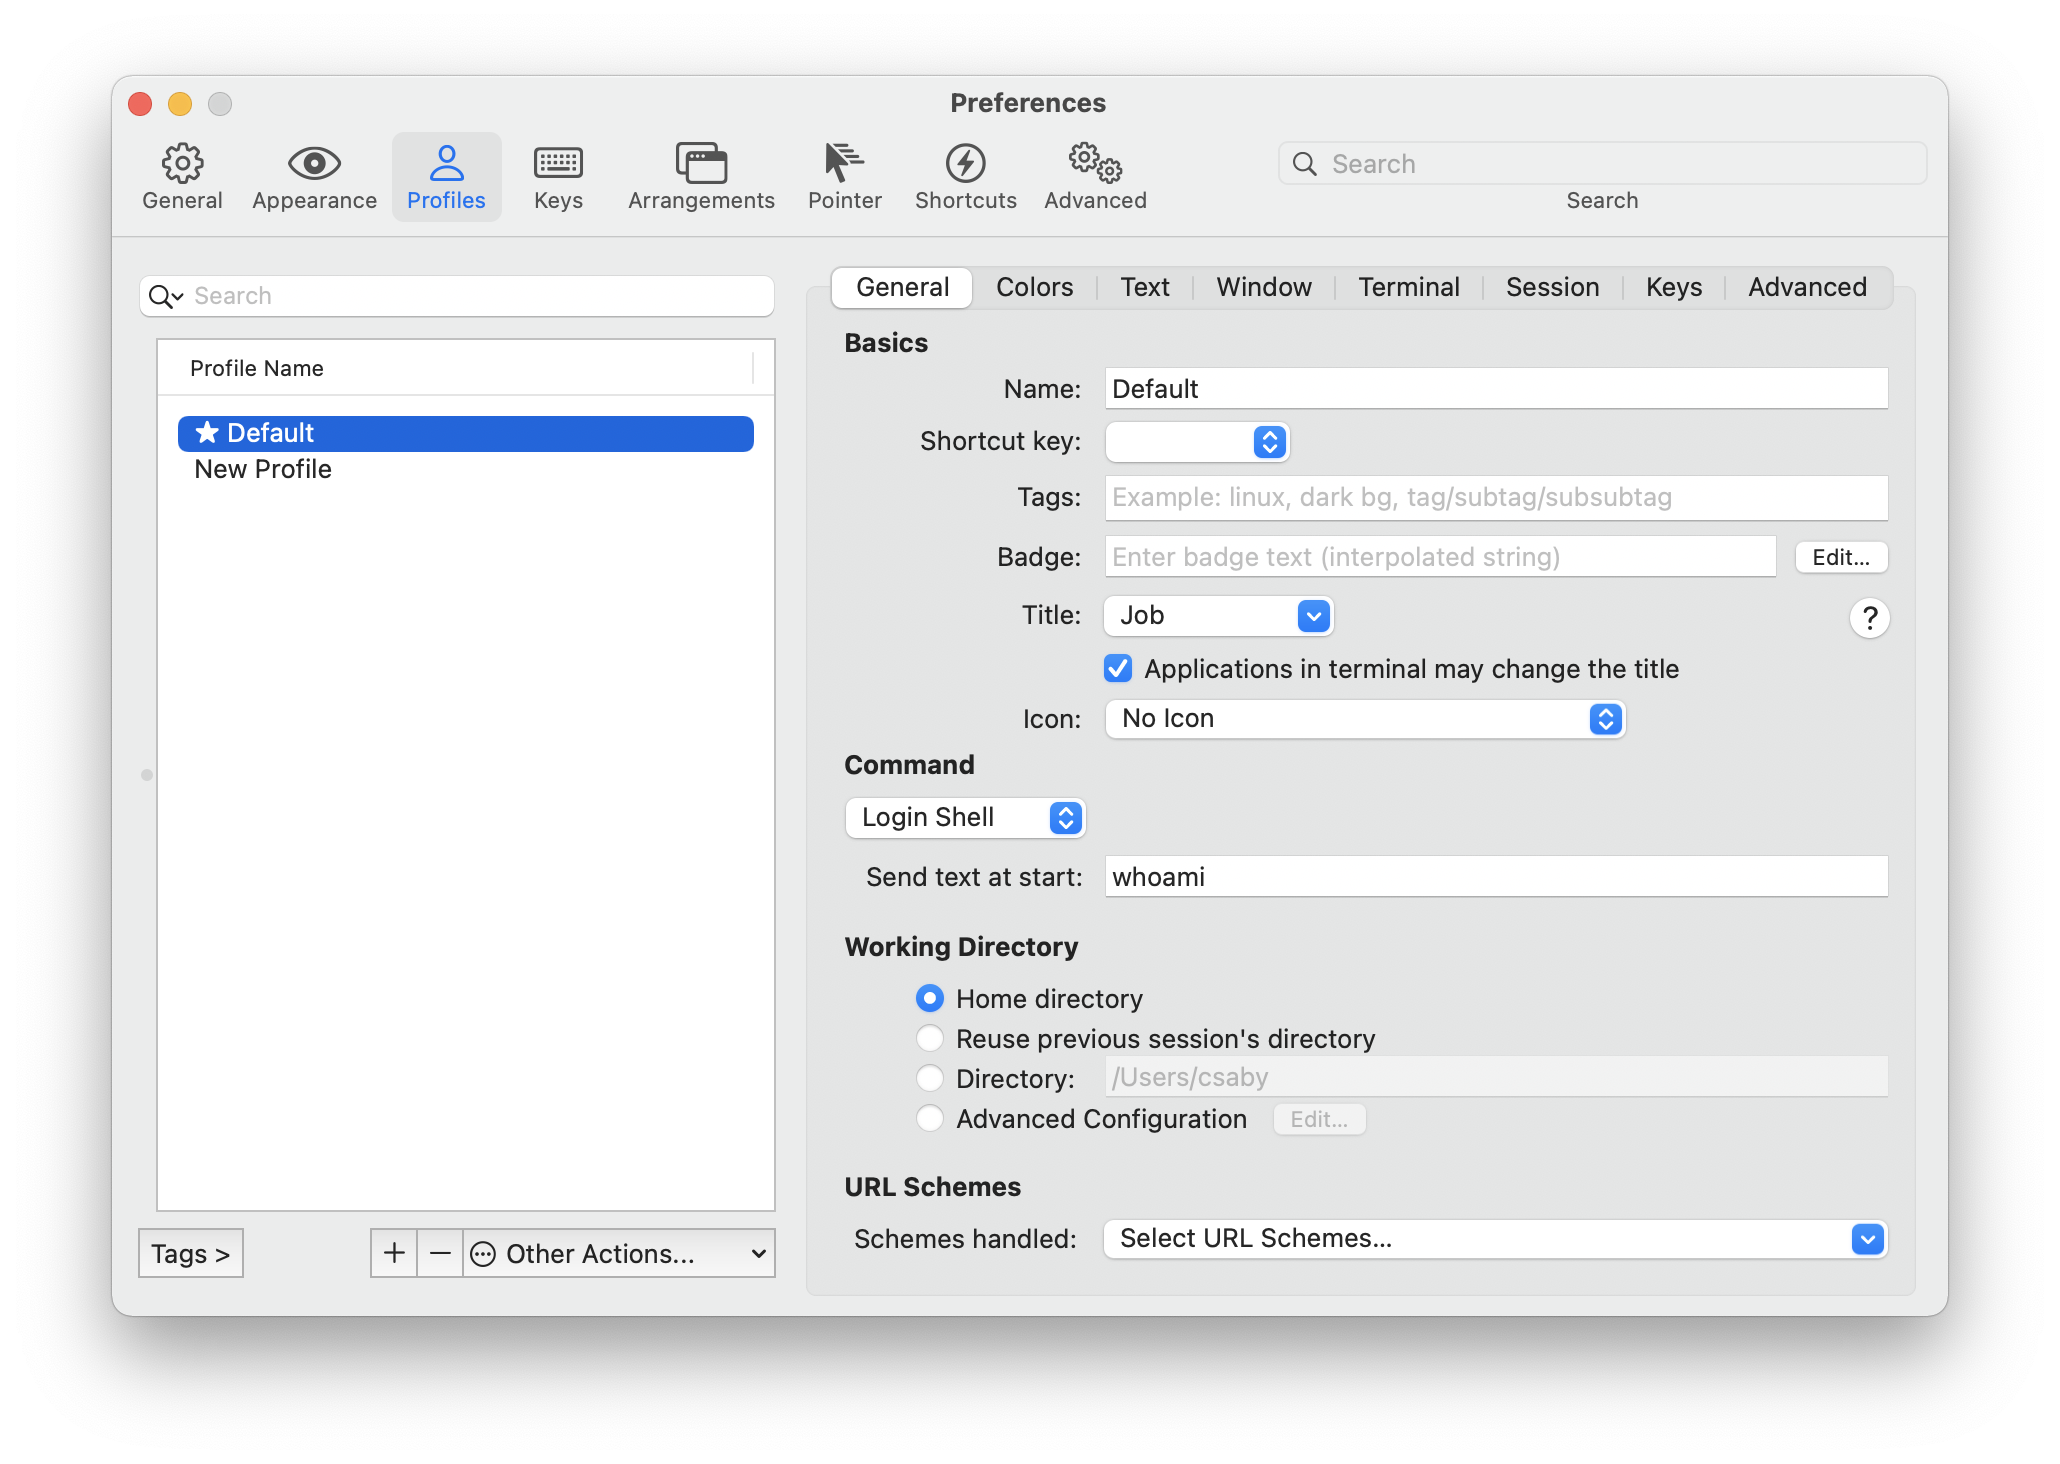 Preferences
General Appearance Profiles Keys Arrangements Pointer Shortcuts Advanced
Search
Search
Search
Profile Name
Default
New Profile
Tags >
+ − Other Actions...
General Colors Text Window Terminal Session Keys Advanced
Basics
Name: Default
Shortcut key:
Tags: Example: linux, dark bg, tag/subtag/subsubtag
Badge: Enter badge text (interpolated string) Edit...
Title: Job ?
Applications in terminal may change the title
Icon: No Icon
Command
Login Shell
Send text at start: whoami
Working Directory
Home directory
Reuse previous session's directory
Directory: /Users/csaby
Advanced Configuration Edit...
URL Schemes
Schemes handled: Select URL Schemes...